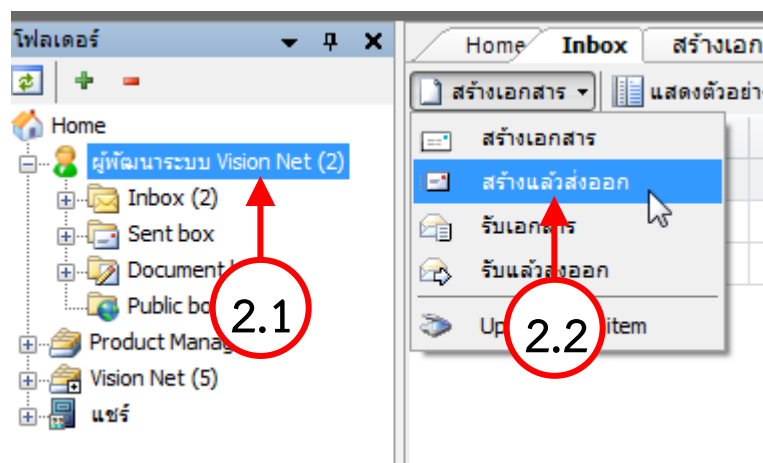 โฟลเดอร์
Home
ผู้พัฒนาระบบ Vision Net (2)
Inbox (2)
Sent box
Document
Public bo
2.1
Product Manag
Vision Net (5)
แชร์
Home Inbox สร้างเอก
สร้างเอกสาร แสดงตัวอย่า
สร้างเอกสาร
สร้างแล้วส่งออก
รับเอกสาร
รับแล้วส่งออก
Up item
2.2